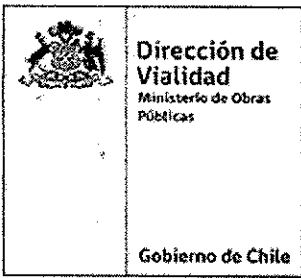 Dirección de
Vialidad
Ministerio de Obras
Públicas
Gobierno de Chile